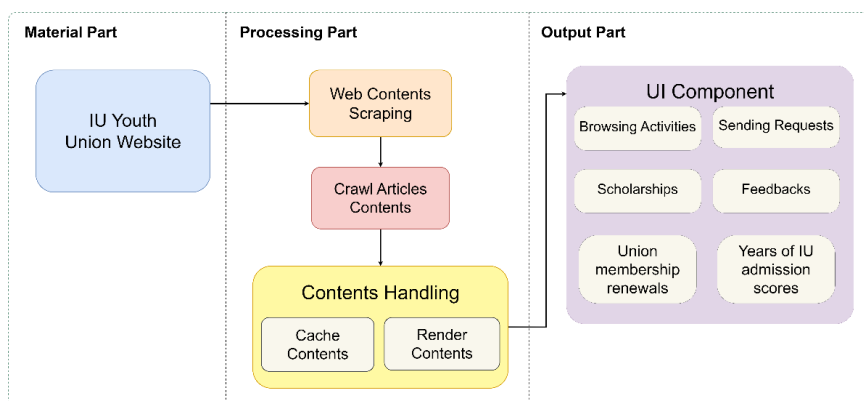 Material Part
Processing Part
Output Part
IU Youth
Union Website
Web Contents
Scraping
Crawl Articles
Contents
Contents Handling
Cache
Contents
Render
Contents
UI Component
Browsing Activities
Sending Requests
Scholarships
Feedbacks
Union
membership
renewals
Years of IU
admission
scores